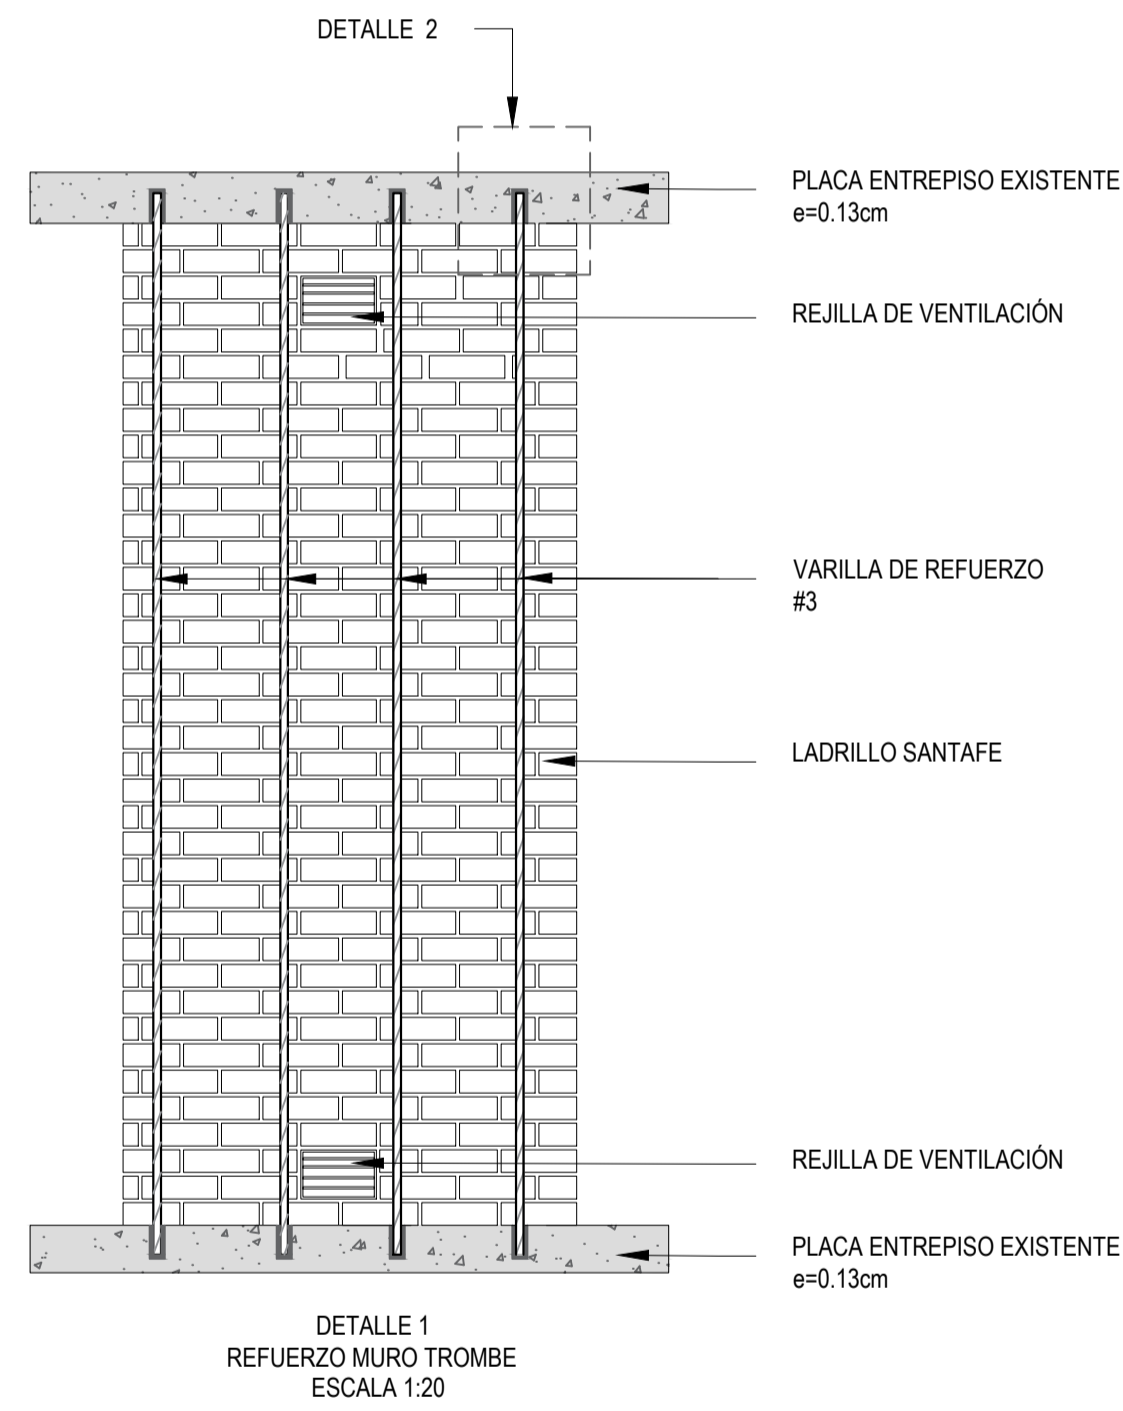 DETALLE 2
PLACA ENTREPISO EXISTENTE
e=0.13cm
REJILLA DE VENTILACIÓN
VARILLA DE REFUERZO
#3
LADRILLO SANTAFE
REJILLA DE VENTILACIÓN
PLACA ENTREPISO EXISTENTE
e=0.13cm
DETALLE 1
REFUERZO MURO TROMBE
ESCALA 1:20